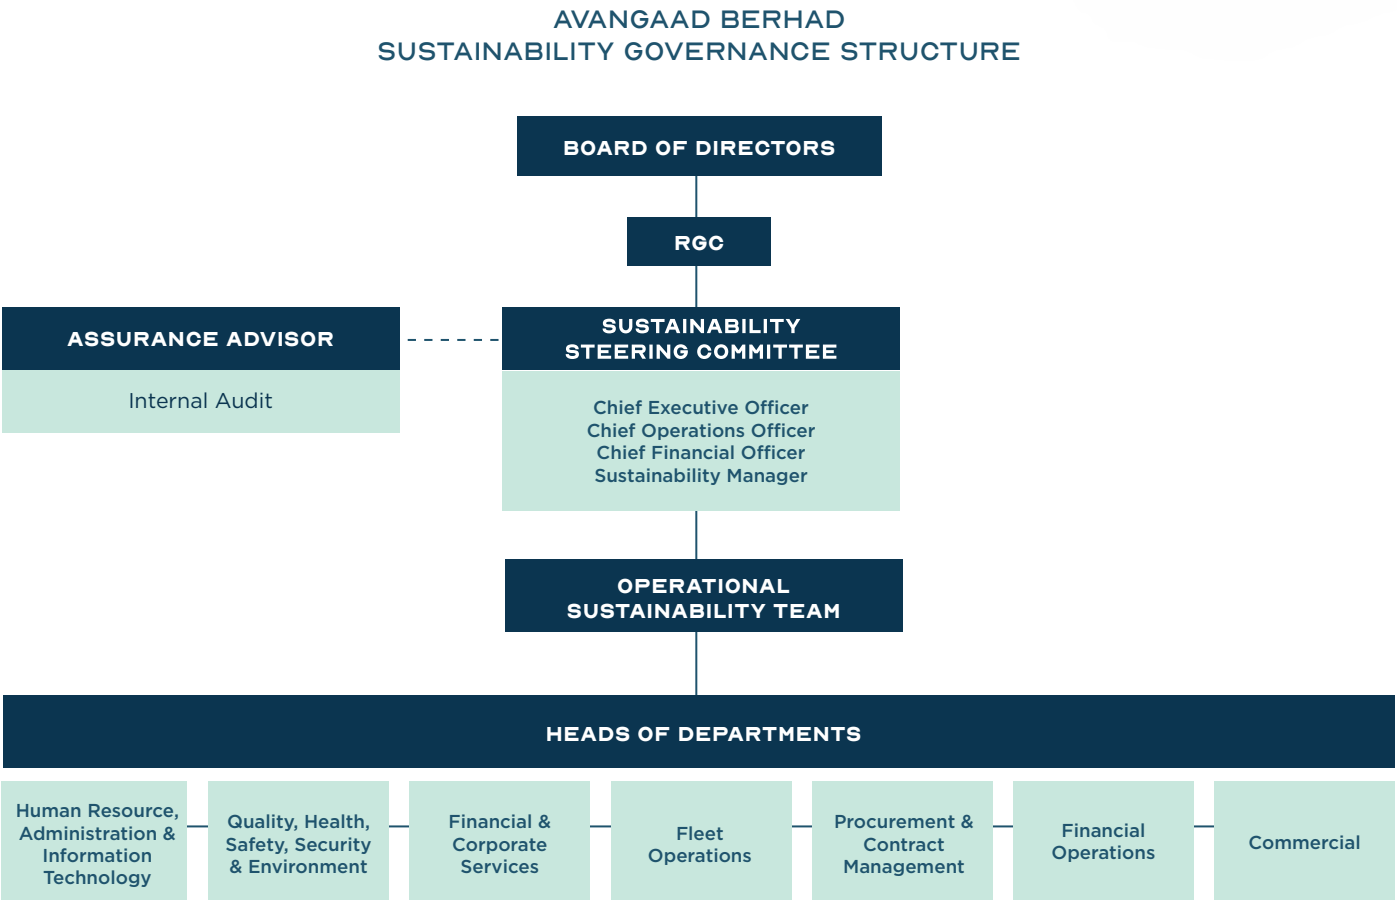 AVANGAAD BERHAD
SUSTAINABILITY GOVERNANCE STRUCTURE
BOARD OF DIRECTORS
RGC
ASSURANCE ADVISOR
Internal Audit
SUSTAINABILITY
STEERING COMMITTEE
Chief Executive Officer
Chief Operations Officer
Chief Financial Officer
Sustainability Manager
OPERATIONAL
SUSTAINABILITY TEAM
HEADS OF DEPARTMENTS
Human Resource,
Administration &
Information
Technology
Quality, Health,
Safety, Security
& Environment
Financial &
Corporate
Services
Fleet
Operations
Procurement &
Contract
Management
Financial
Operations
Commercial